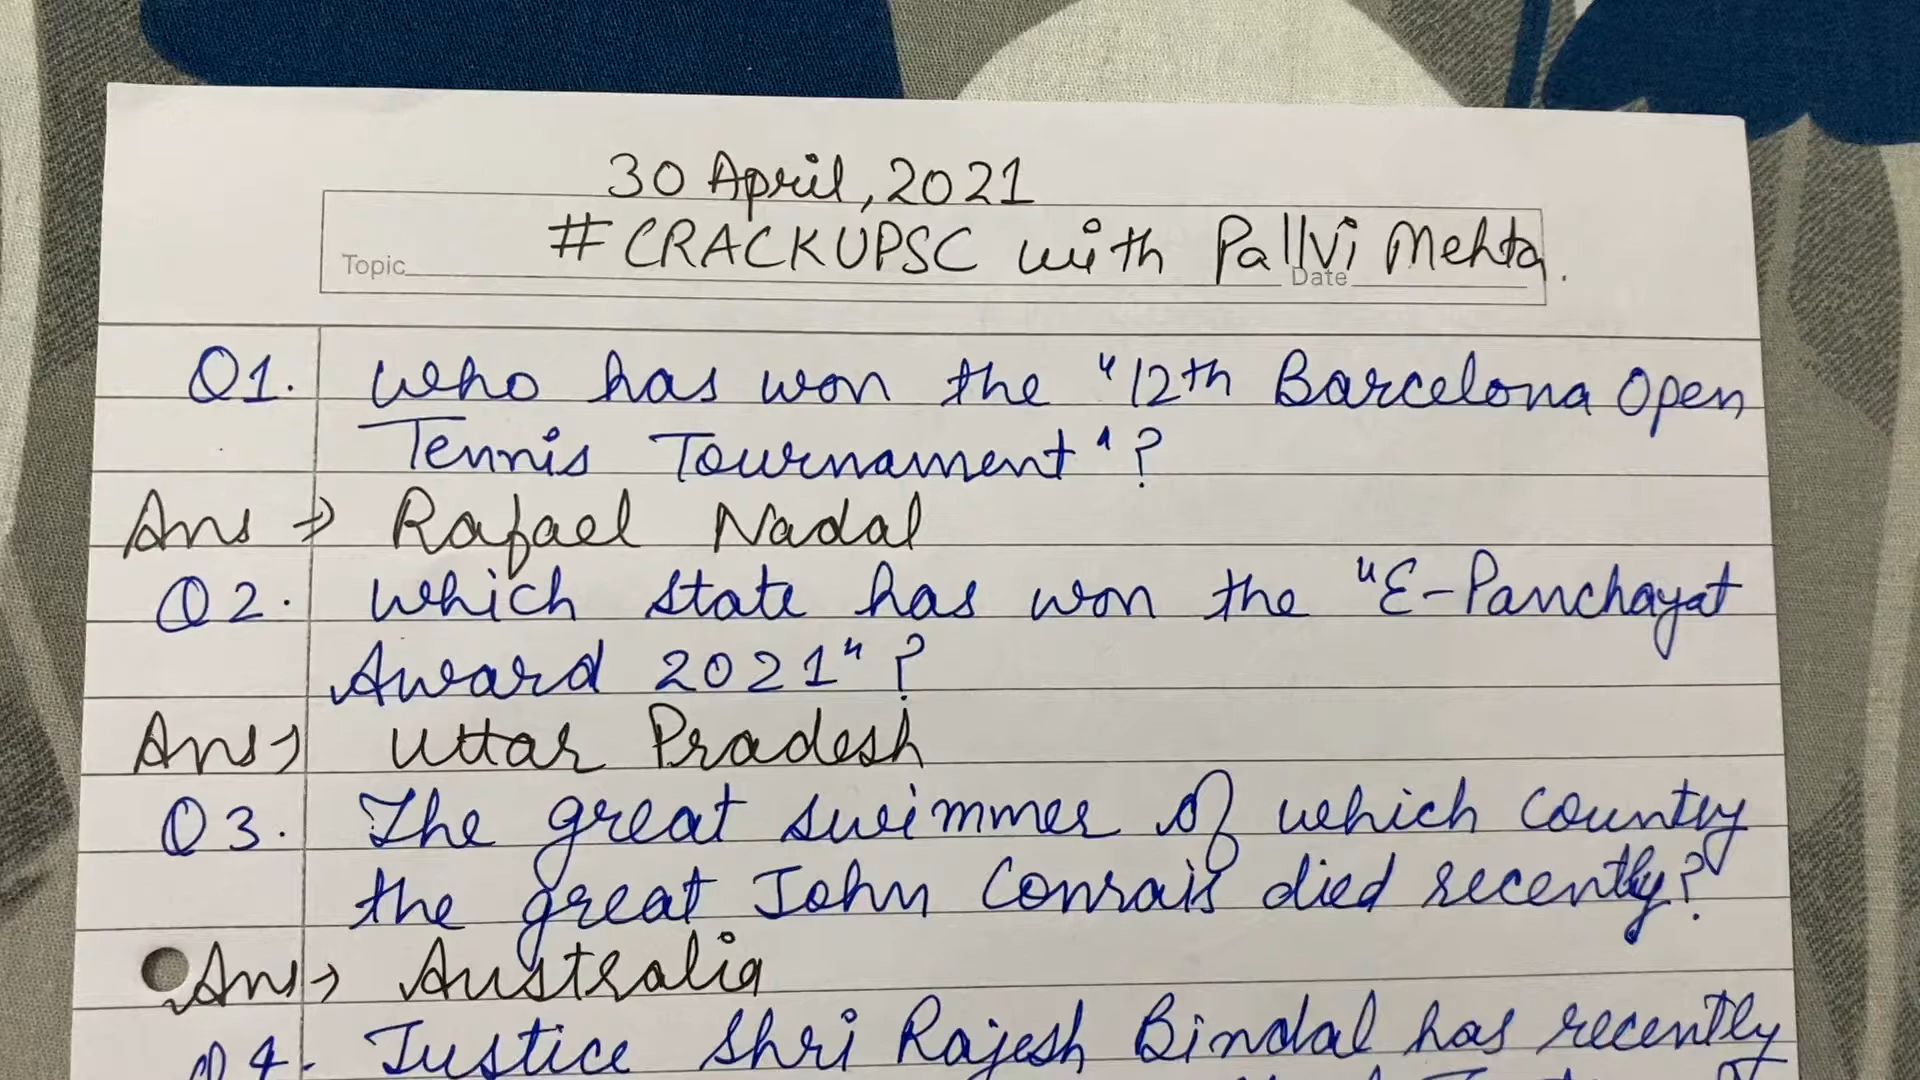 30 April, 2021
#CRACKUPSC with Pallvi Mehta.
Topic Date
Q1. Who has won the "12th Barcelona Open
Tennis Tournament"?
Ans → Rafael Nadal
Q2. Which state has won the "E-Panchayat
Award 2021"?
Ans → Uttar Pradesh
Q3. The great swimmer of which country
the great John Conrais died recently?
Ans → Australia
Q4. Justice Shri Rajesh Bindal has recently